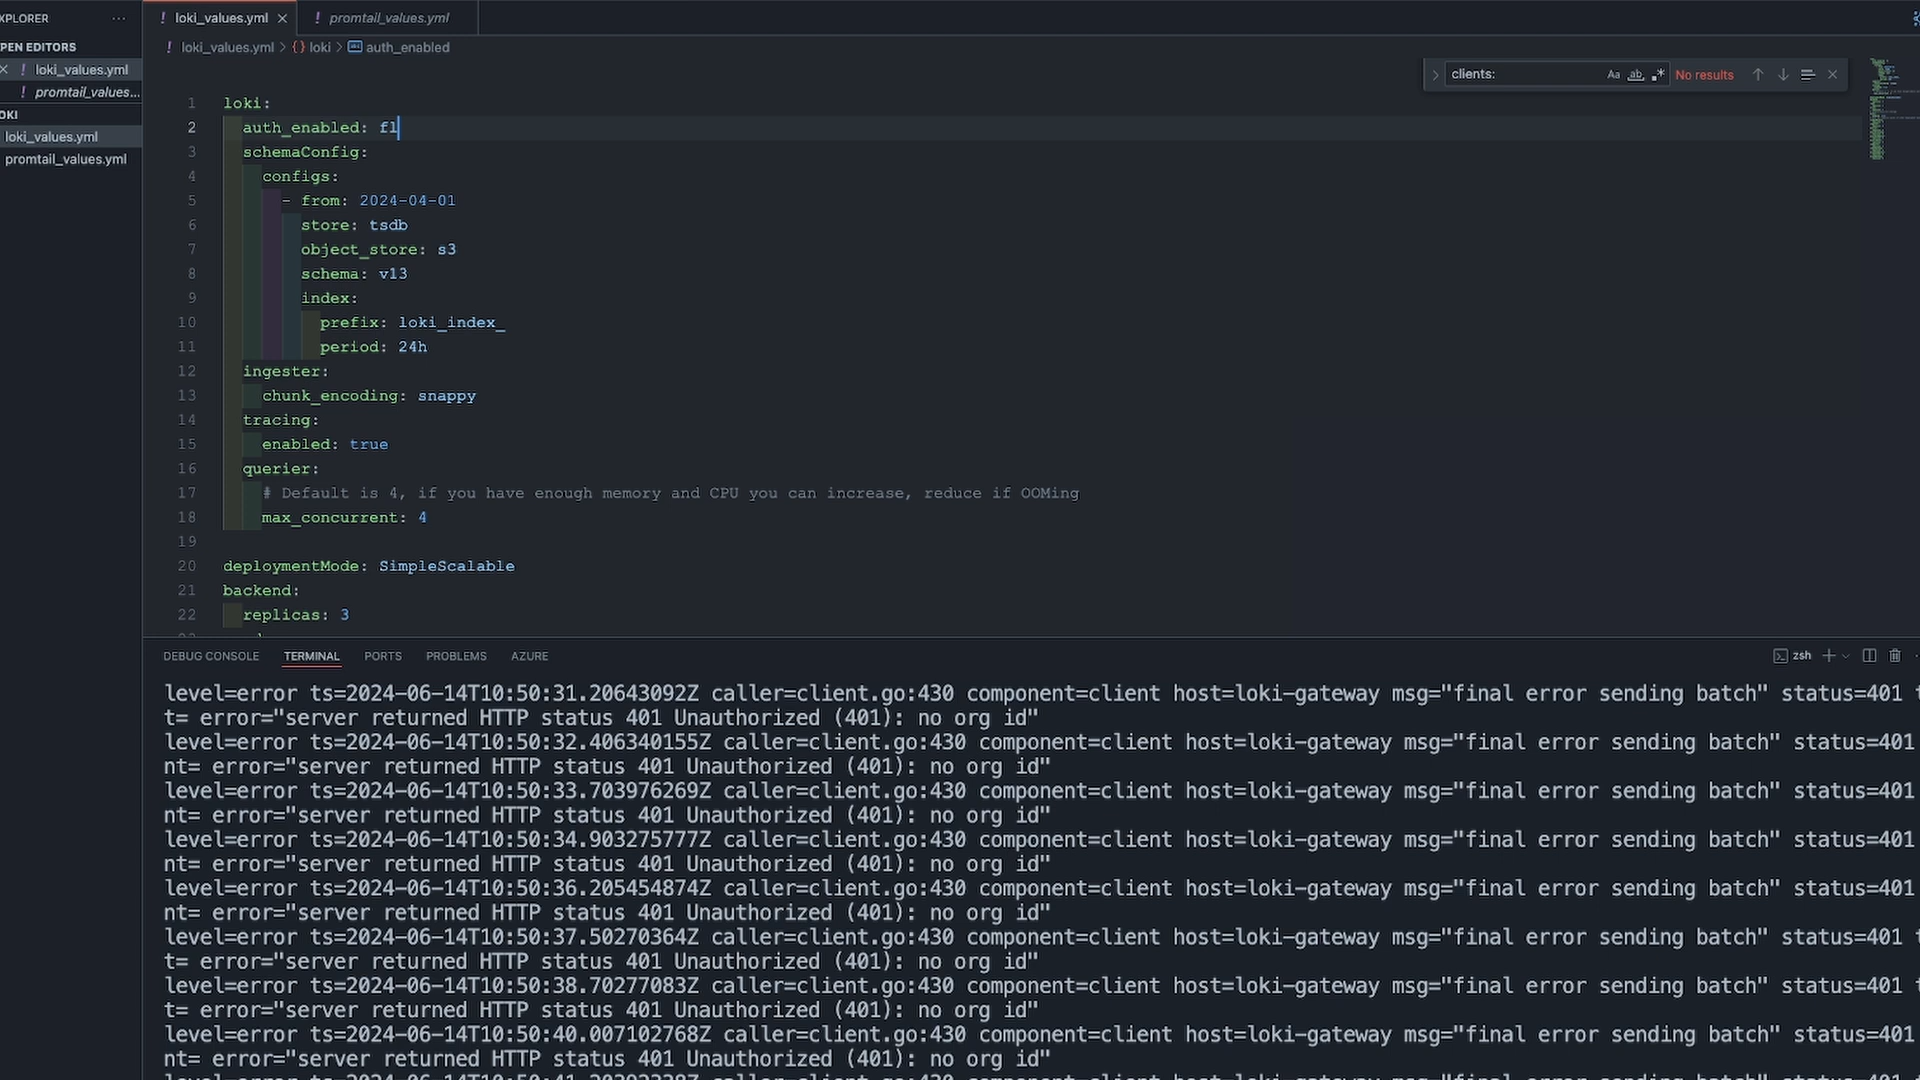 XPLORER ...
! loki_values.yml ×
! promtail_values.yml
PEN EDITORS
× ! loki_values.yml
! promtail_values...
OKI
loki_values.yml
promtail_values.yml
! loki_values.yml > {} loki > auth_enabled
> clients: Aa ab .* No results ↑ ↓ ×
1 loki:
2 auth_enabled: fl
3 schemaConfig:
4 configs:
5 - from: 2024-04-01
6 store: tsdb
7 object_store: s3
8 schema: v13
9 index:
10 prefix: loki_index_
11 period: 24h
12 ingester:
13 chunk_encoding: snappy
14 tracing:
15 enabled: true
16 querier:
17 # Default is 4, if you have enough memory and CPU you can increase, reduce if OOMing
18 max_concurrent: 4
19
20 deploymentMode: SimpleScalable
21 backend:
22 replicas: 3
DEBUG CONSOLE TERMINAL PORTS PROBLEMS AZURE
zsh
level=error ts=2024-06-14T10:50:31.20643092Z caller=client.go:430 component=client host=loki-gateway msg="final error sending batch" status=401 t
t= error="server returned HTTP status 401 Unauthorized (401): no org id"
level=error ts=2024-06-14T10:50:32.406340155Z caller=client.go:430 component=client host=loki-gateway msg="final error sending batch" status=401
nt= error="server returned HTTP status 401 Unauthorized (401): no org id"
level=error ts=2024-06-14T10:50:33.703976269Z caller=client.go:430 component=client host=loki-gateway msg="final error sending batch" status=401
nt= error="server returned HTTP status 401 Unauthorized (401): no org id"
level=error ts=2024-06-14T10:50:34.903275777Z caller=client.go:430 component=client host=loki-gateway msg="final error sending batch" status=401
nt= error="server returned HTTP status 401 Unauthorized (401): no org id"
level=error ts=2024-06-14T10:50:36.205454874Z caller=client.go:430 component=client host=loki-gateway msg="final error sending batch" status=401
nt= error="server returned HTTP status 401 Unauthorized (401): no org id"
level=error ts=2024-06-14T10:50:37.50270364Z caller=client.go:430 component=client host=loki-gateway msg="final error sending batch" status=401 t
t= error="server returned HTTP status 401 Unauthorized (401): no org id"
level=error ts=2024-06-14T10:50:38.70277083Z caller=client.go:430 component=client host=loki-gateway msg="final error sending batch" status=401 t
t= error="server returned HTTP status 401 Unauthorized (401): no org id"
level=error ts=2024-06-14T10:50:40.007102768Z caller=client.go:430 component=client host=loki-gateway msg="final error sending batch" status=401
nt= error="server returned HTTP status 401 Unauthorized (401): no org id"